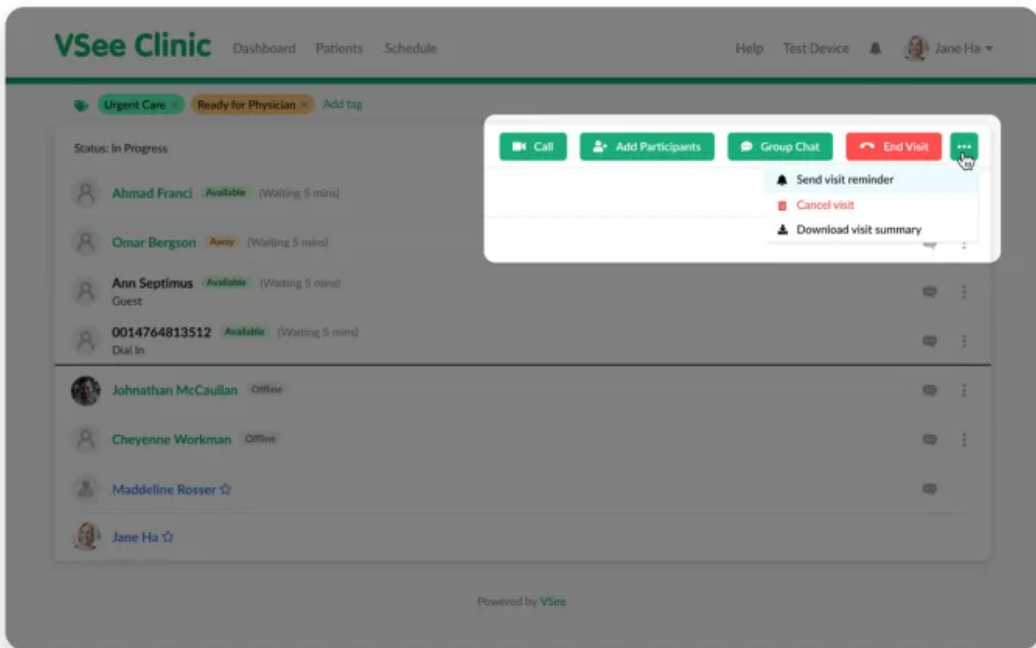 VSee Clinic Dashboard Patients Schedule Help Test Device Jane Ha
Urgent Care × Ready for Physician × Add tag
Status: In Progress
Call Add Participants Group Chat End Visit
Send visit reminder
Cancel visit
Download visit summary
Ahmad Franci Available (Waiting 5 mins)
Omar Bergson Away (Waiting 5 mins)
Ann Septimus Available (Waiting 5 mins)
Guest
0014764813512 Available (Waiting 5 mins)
Dial In
Johnathan McCaullan Offline
Cheyenne Workman Offline
Maddeline Rosser
Jane Ha
Powered by VSee